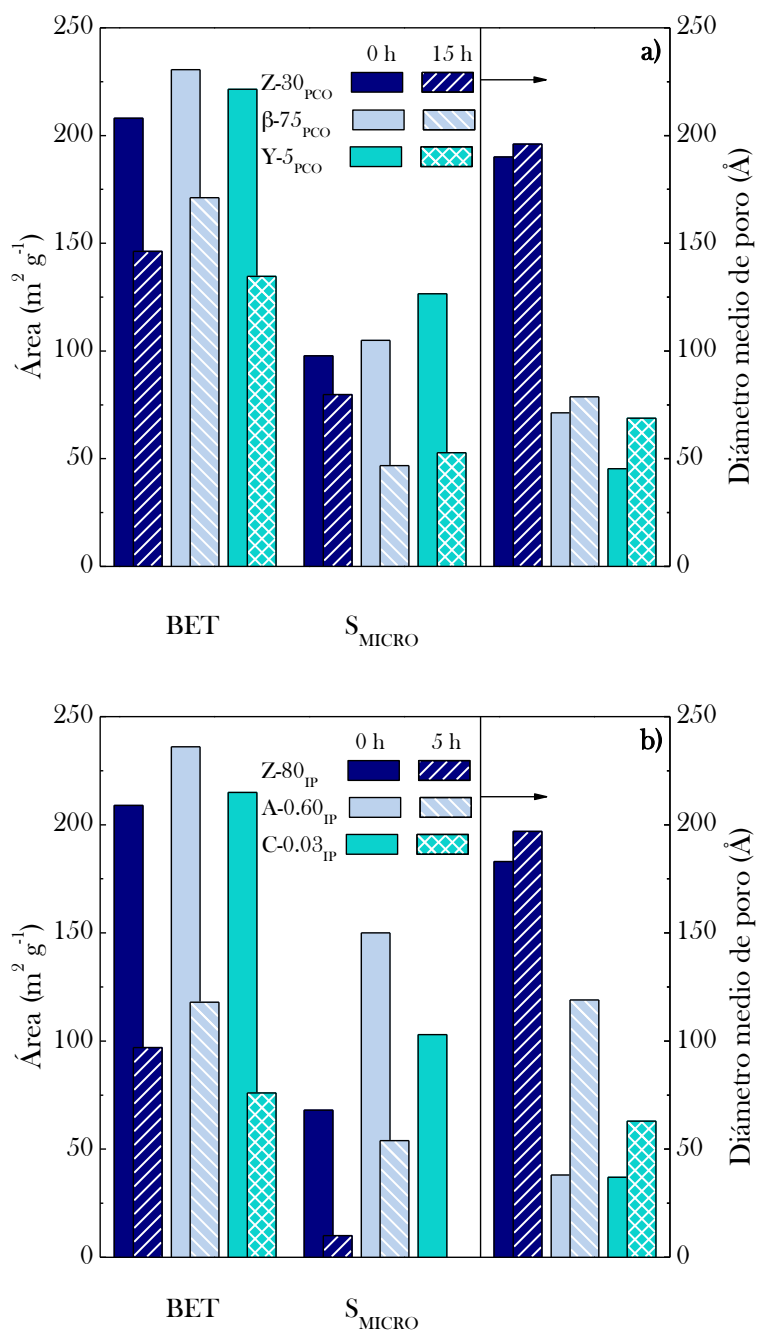 a)
0 h 15 h
Z-30PCO
β-75PCO
Y-5PCO
250
200
150
100
50
0
Área (m² g⁻¹)
250
200
150
100
50
0
Diámetro medio de poro (Å)
BET SMICRO
b)
0 h 5 h
Z-80IP
A-0.60IP
C-0.03IP
250
200
150
100
50
0
Área (m² g⁻¹)
250
200
150
100
50
0
Diámetro medio de poro (Å)
BET SMICRO